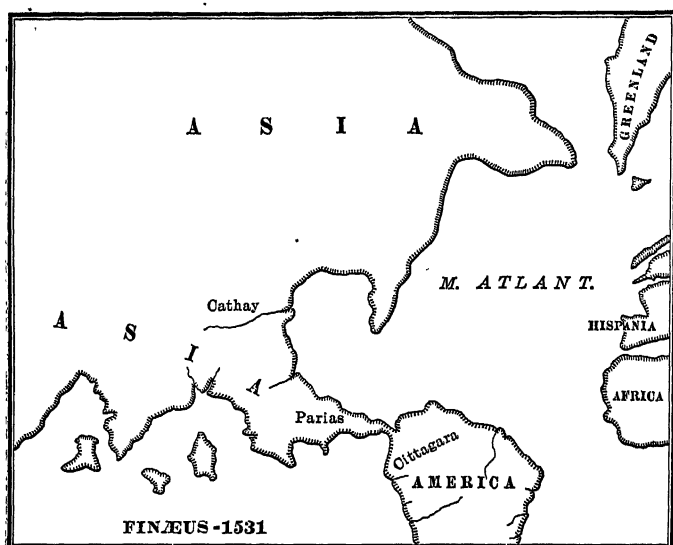 GREENLAND
ASIA
M. ATLANT.
Cathay
ASIA
HISPANIA
AFRICA
Parias
Cittagara
AMERICA
FINÆUS-1531